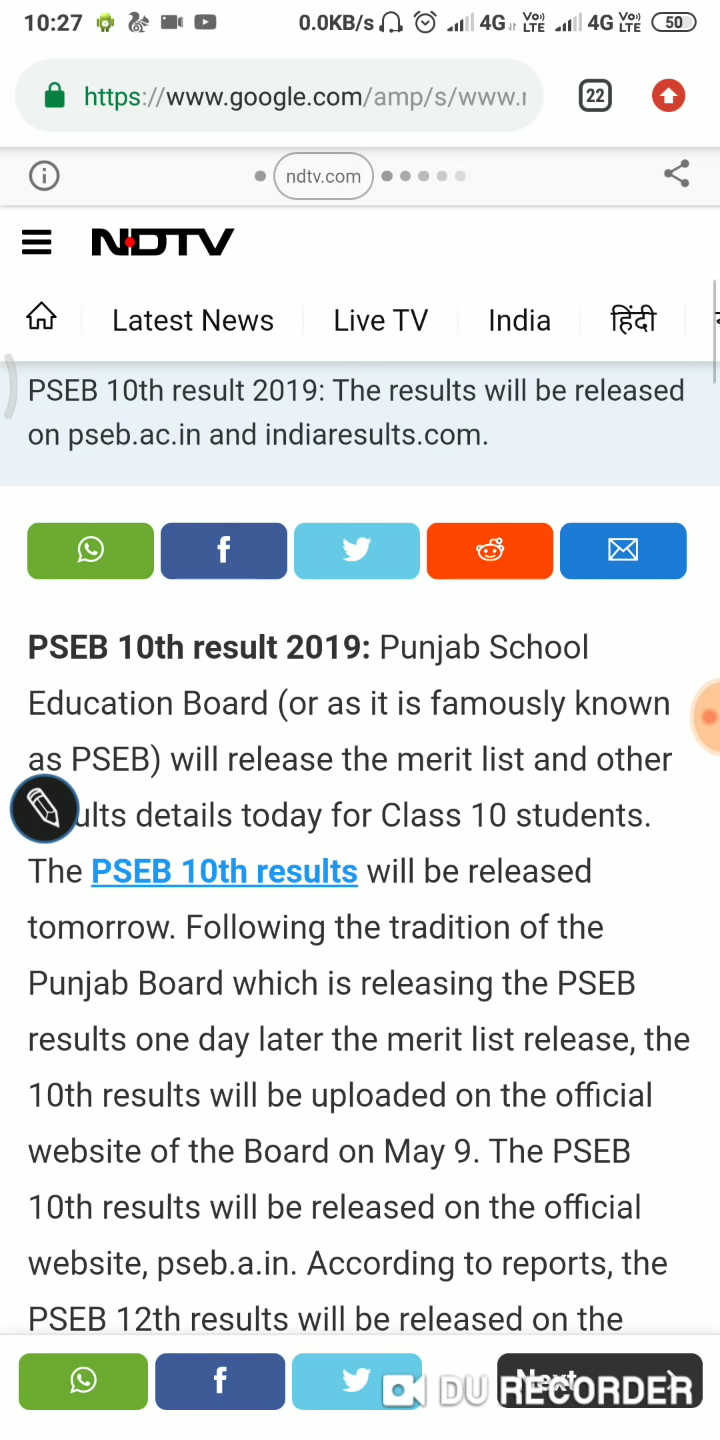 10:27 0.0KB/s 4G Vo) LTE 4G Vo) LTE 50
https://www.google.com/amp/s/www. 22
ndtv.com
NDTV
Latest News Live TV India हिंदी
PSEB 10th result 2019: The results will be released
on pseb.ac.in and indiaresults.com.
PSEB 10th result 2019: Punjab School
Education Board (or as it is famously known
as PSEB) will release the merit list and other
ults details today for Class 10 students.
The PSEB 10th results will be released
tomorrow. Following the tradition of the
Punjab Board which is releasing the PSEB
results one day later the merit list release, the
10th results will be uploaded on the official
website of the Board on May 9. The PSEB
10th results will be released on the official
website, pseb.a.in. According to reports, the
PSEB 12th results will be released on the
Next
DU RECORDER